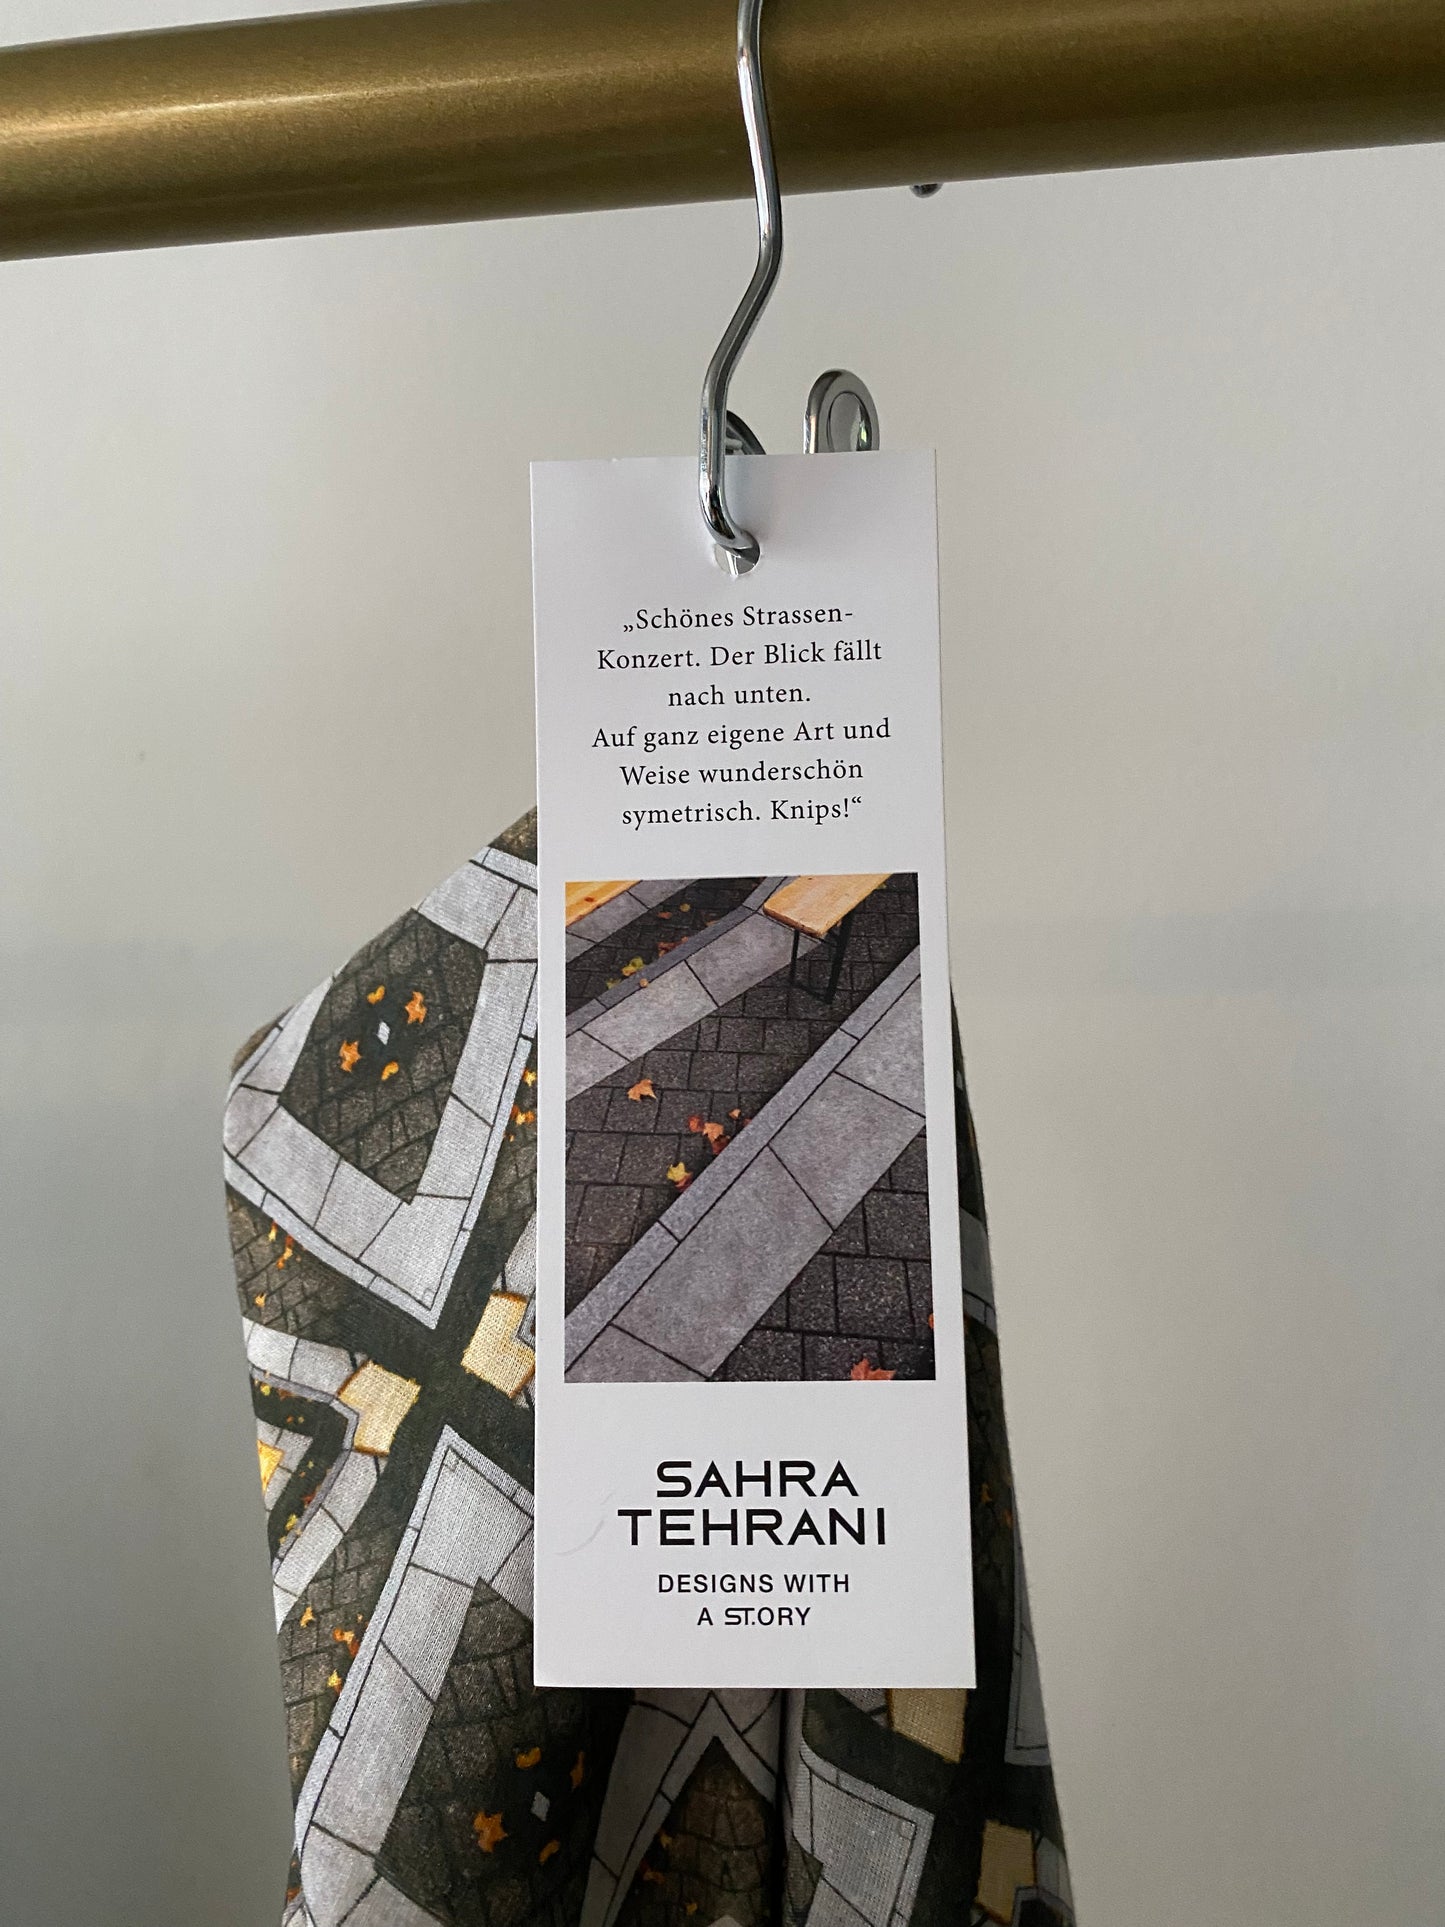 „Schönes Strassen-
Konzert. Der Blick fällt
nach unten.
Auf ganz eigene Art und
Weise wunderschön
symetrisch. Knips!“
SAHRA
TEHRANI
DESIGNS WITH
A ST.ORY